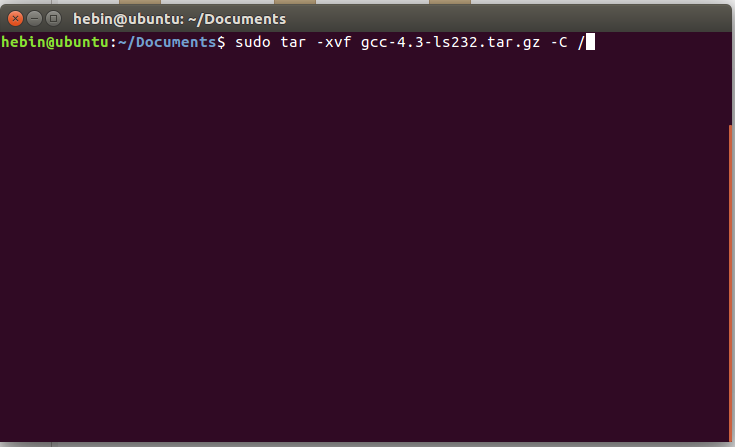 hebin@ubuntu: ~/Documents
hebin@ubuntu:~/Documents$ sudo tar -xvf gcc-4.3-ls232.tar.gz -C /